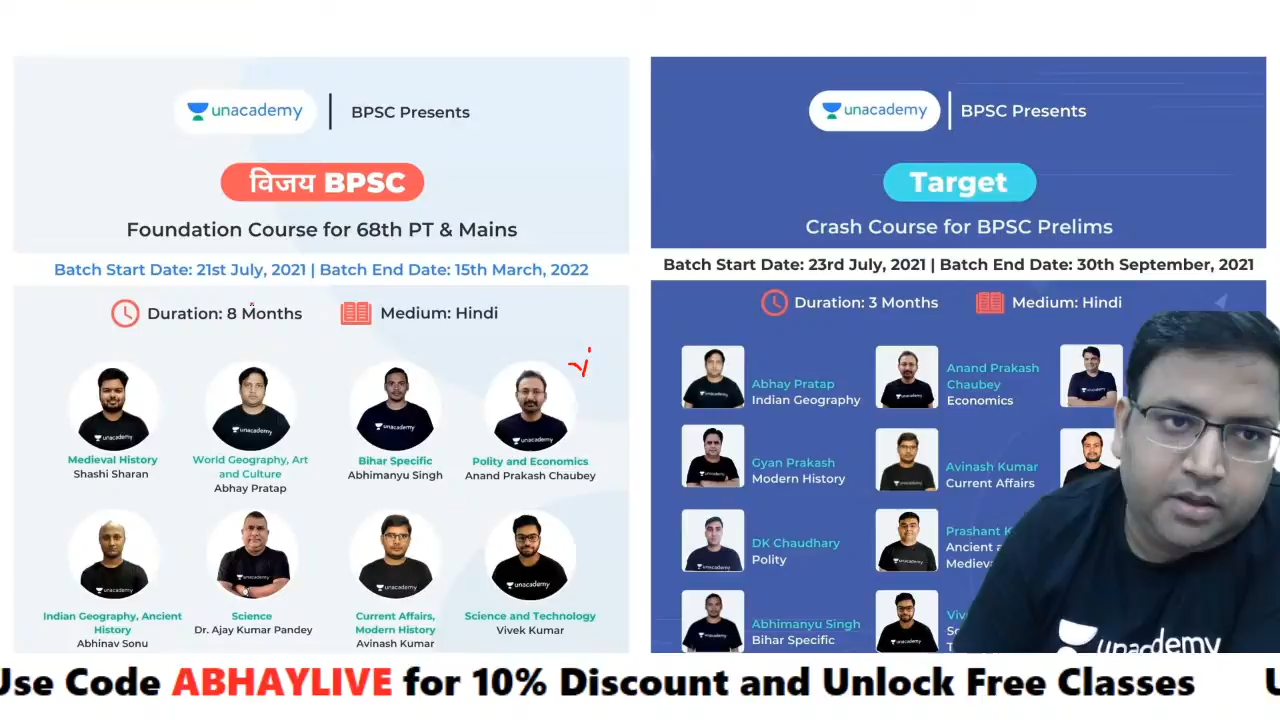 unacademy
BPSC Presents
विजय BPSC
Foundation Course for 68th PT & Mains
Batch Start Date: 21st July, 2021 | Batch End Date: 15th March, 2022
Duration: 8 Months
Medium: Hindi
Medieval History
Shashi Sharan
World Geography, Art
and Culture
Abhay Pratap
Bihar Specific
Abhimanyu Singh
Polity and Economics
Anand Prakash Chaubey
Indian Geography, Ancient
History
Abhinav Sonu
Science
Dr. Ajay Kumar Pandey
Current Affairs,
Modern History
Avinash Kumar
Science and Technology
Vivek Kumar
unacademy
BPSC Presents
Target
Crash Course for BPSC Prelims
Batch Start Date: 23rd July, 2021 | Batch End Date: 30th September, 2021
Duration: 3 Months
Medium: Hindi
Abhay Pratap
Indian Geography
Anand Prakash
Chaubey
Economics
Gyan Prakash
Modern History
Avinash Kumar
Current Affairs
DK Chaudhary
Polity
Prashant
Ancient
Abhimanyu Singh
Bihar Specific
unacademy
Use Code ABHAYLIVE for 10% Discount and Unlock Free Classes